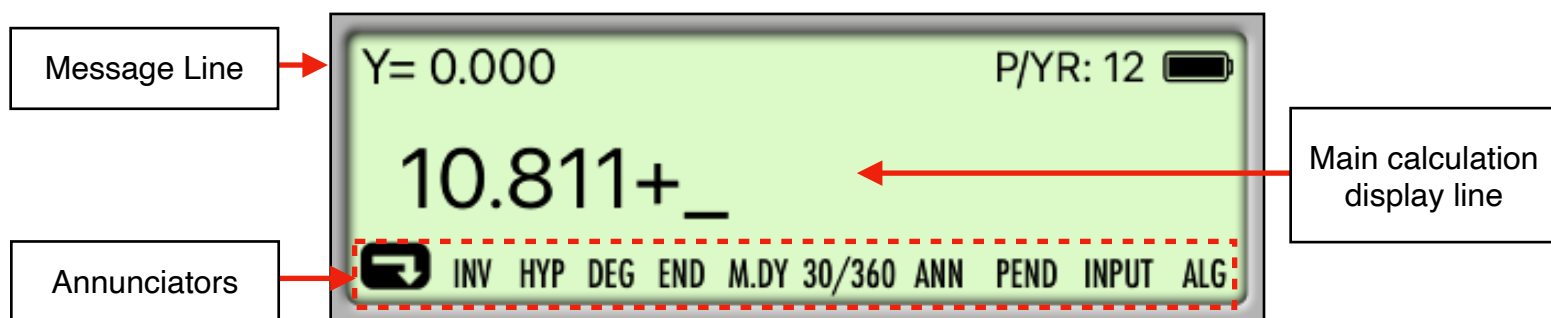 Message Line
Y= 0.000 P/YR: 12
10.811+_
Main calculation
display line
Annunciators
INV HYP DEG END M.DY 30/360 ANN PEND INPUT ALG